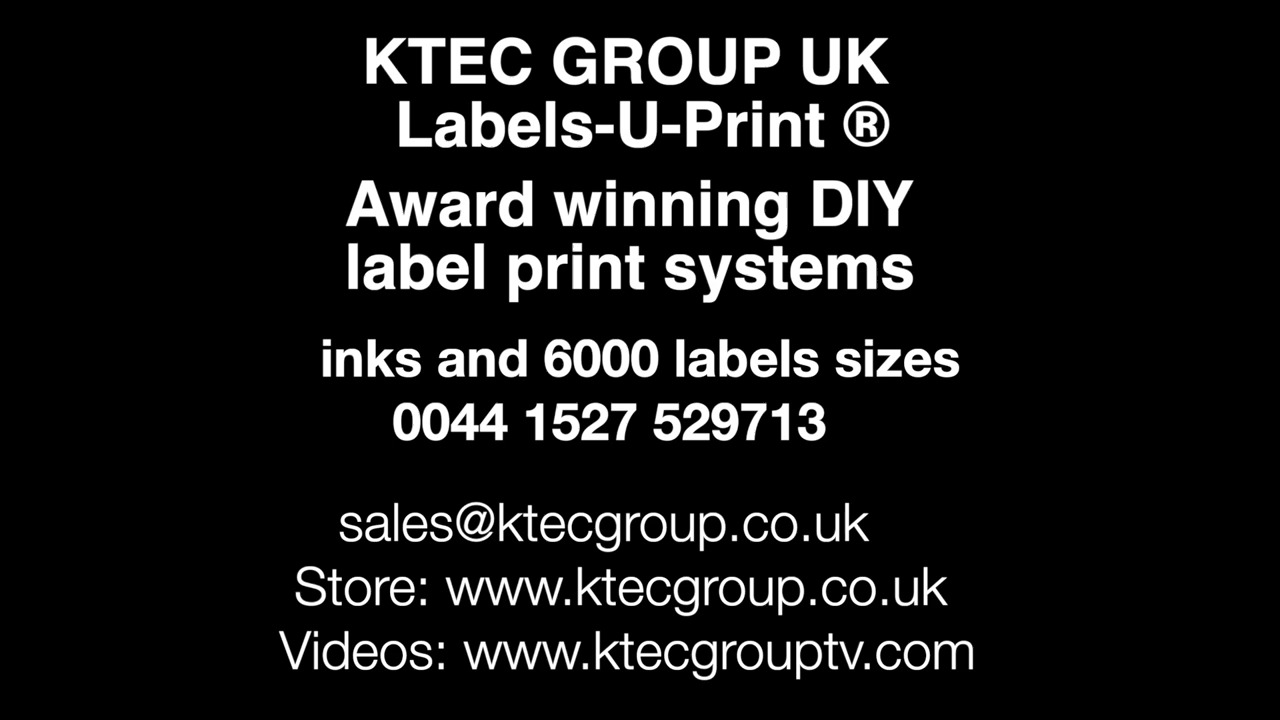 KTEC GROUP UK
Labels-U-Print ®
Award winning DIY
label print systems
inks and 6000 labels sizes
0044 1527 529713
sales@ktecgroup.co.uk
Store: www.ktecgroup.co.uk
Videos: www.ktecgrouptv.com